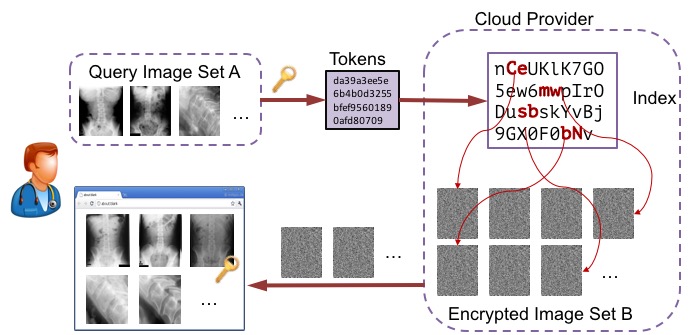 Cloud Provider
Query Image Set A
Tokens
da39a3ee5e
6b4b0d3255
bfef9560189
0afd80709
nCeUKlK7GO
5ew6mwpIrO
DusbskYvBj
9GX0F0bNv
Index
...
...
...
...
Encrypted Image Set B